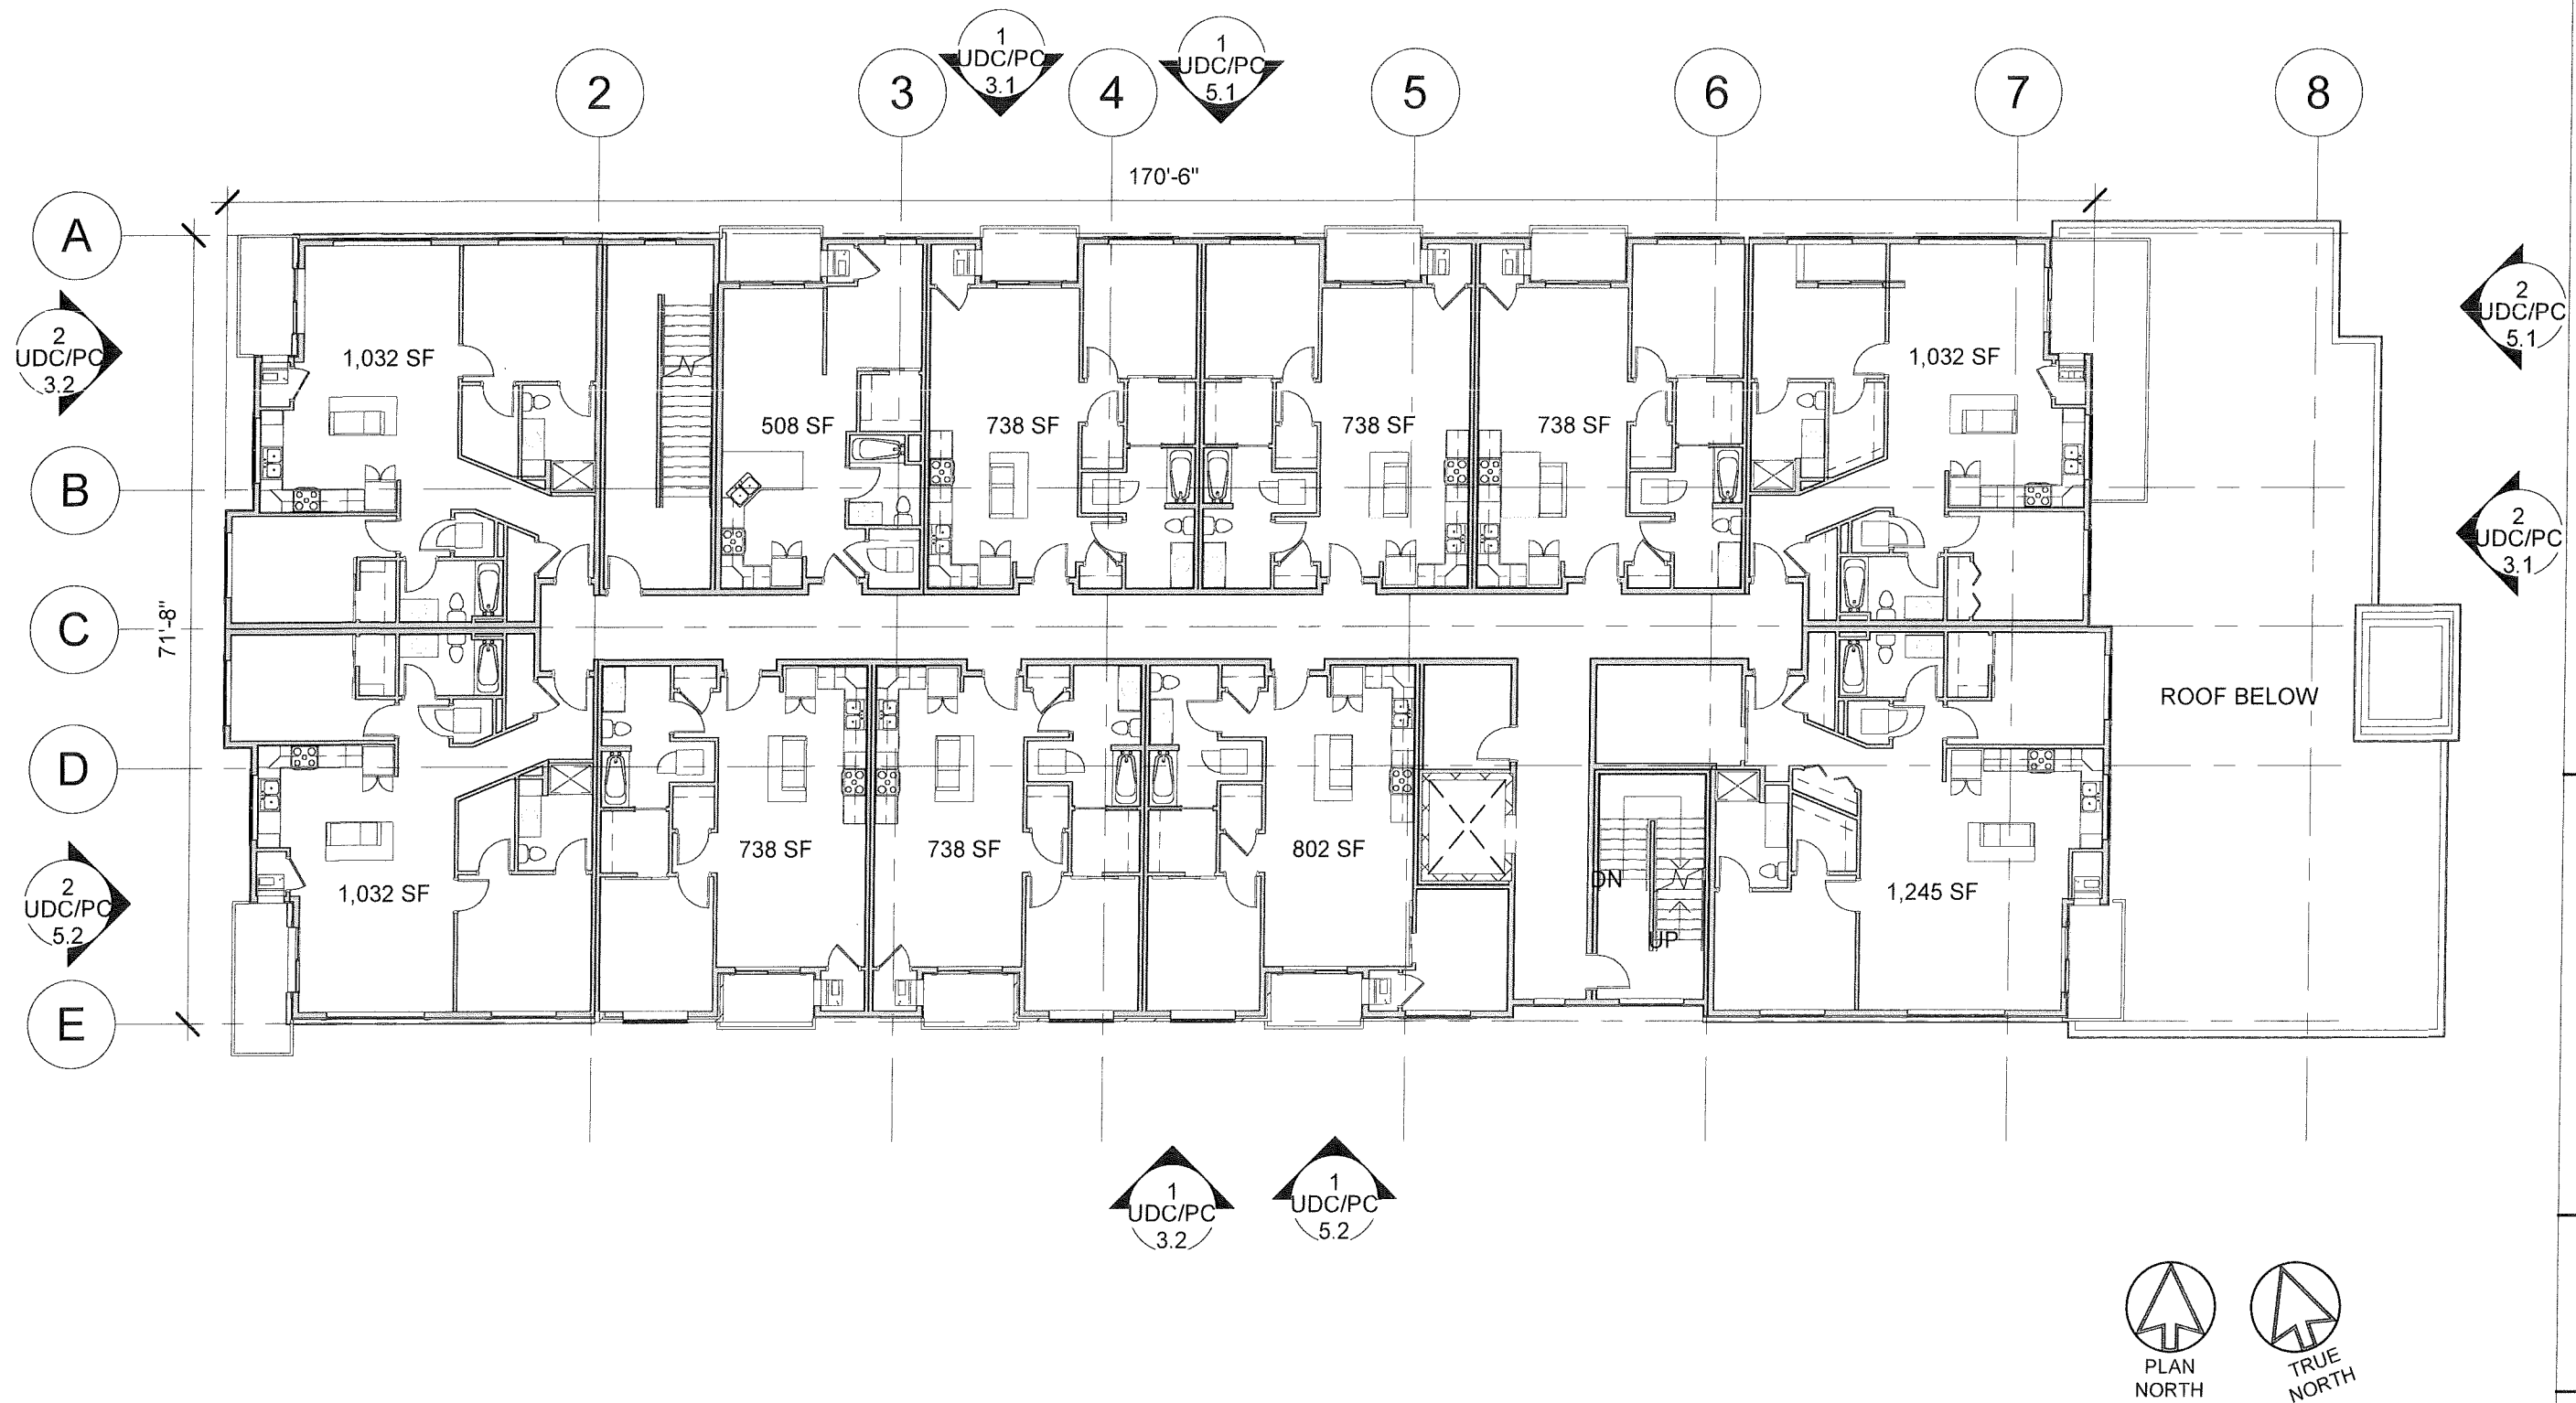 1
UDC/PC
3.1
1
UDC/PC
5.1
2
3
4
5
6
7
8
170'-6"
A
B
C
D
E
71'-8"
2
UDC/PC
3.2
2
UDC/PC
5.2
2
UDC/PC
5.1
2
UDC/PC
3.1
1,032 SF
508 SF
738 SF
738 SF
738 SF
1,032 SF
ROOF BELOW
1,032 SF
738 SF
738 SF
802 SF
DN
UP
1,245 SF
1
UDC/PC
3.2
1
UDC/PC
5.2
PLAN
NORTH
TRUE
NORTH